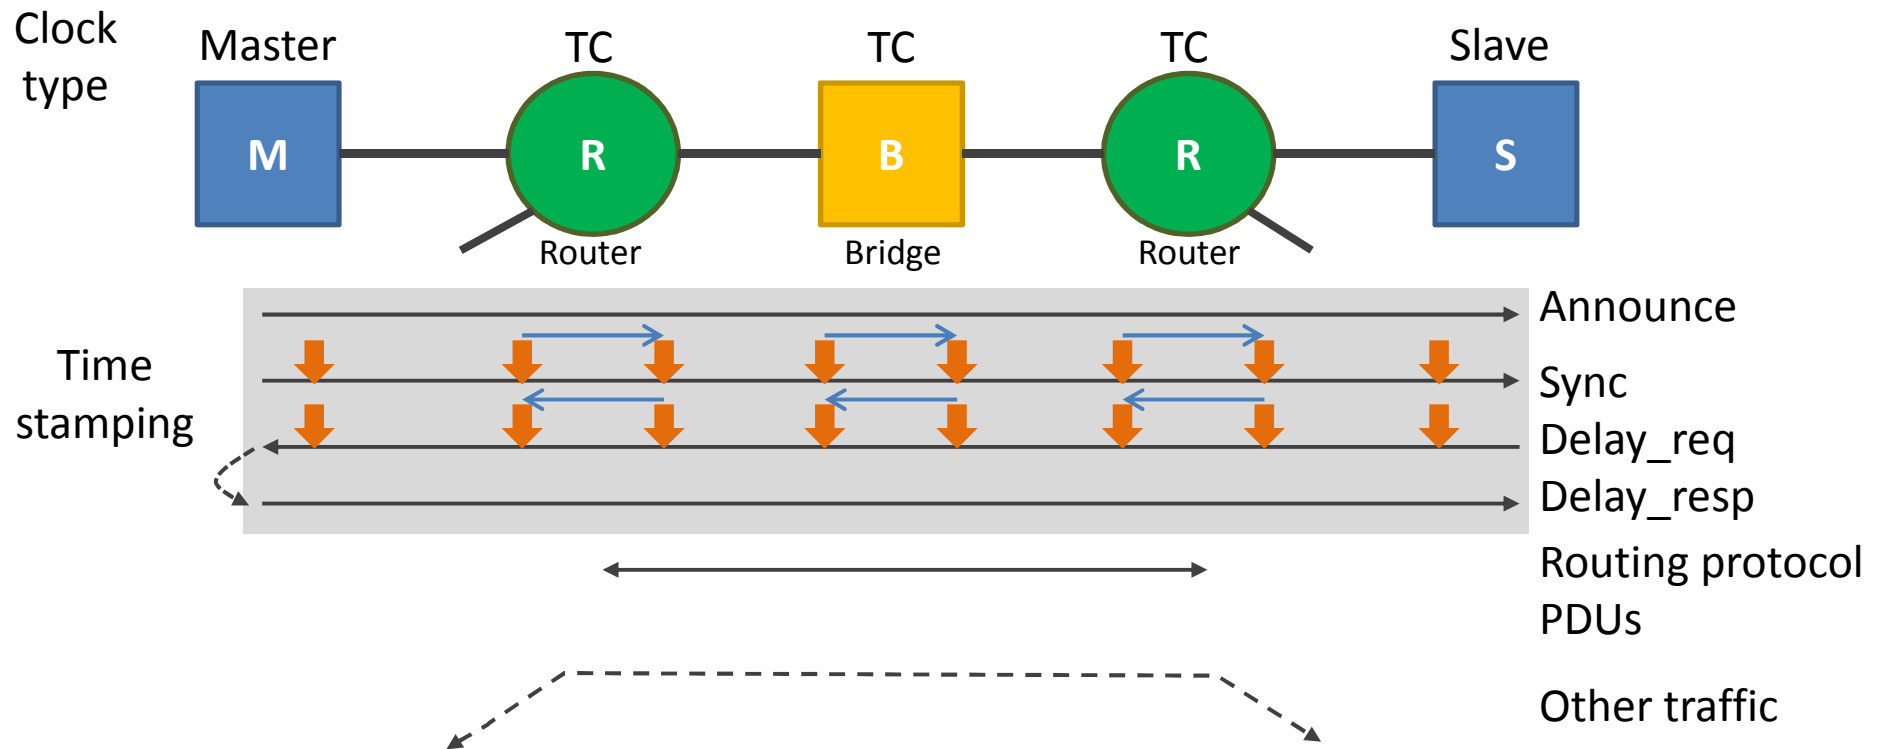 Clock
type
Master
TC
TC
TC
Slave
M
R
B
R
S
Router
Bridge
Router
Time
stamping
Announce
Sync
Delay_req
Delay_resp
Routing protocol
PDUs
Other traffic